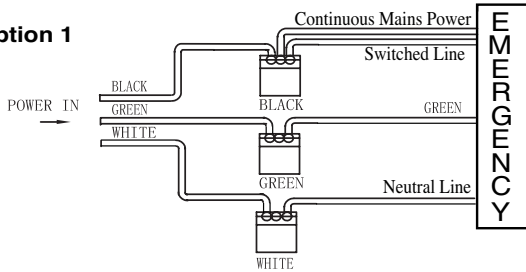 ption 1
Continuous Mains Power
Switched Line
BLACK
BLACK
POWER IN
GREEN
GREEN
WHITE
GREEN
Neutral Line
WHITE
EMERGENCY